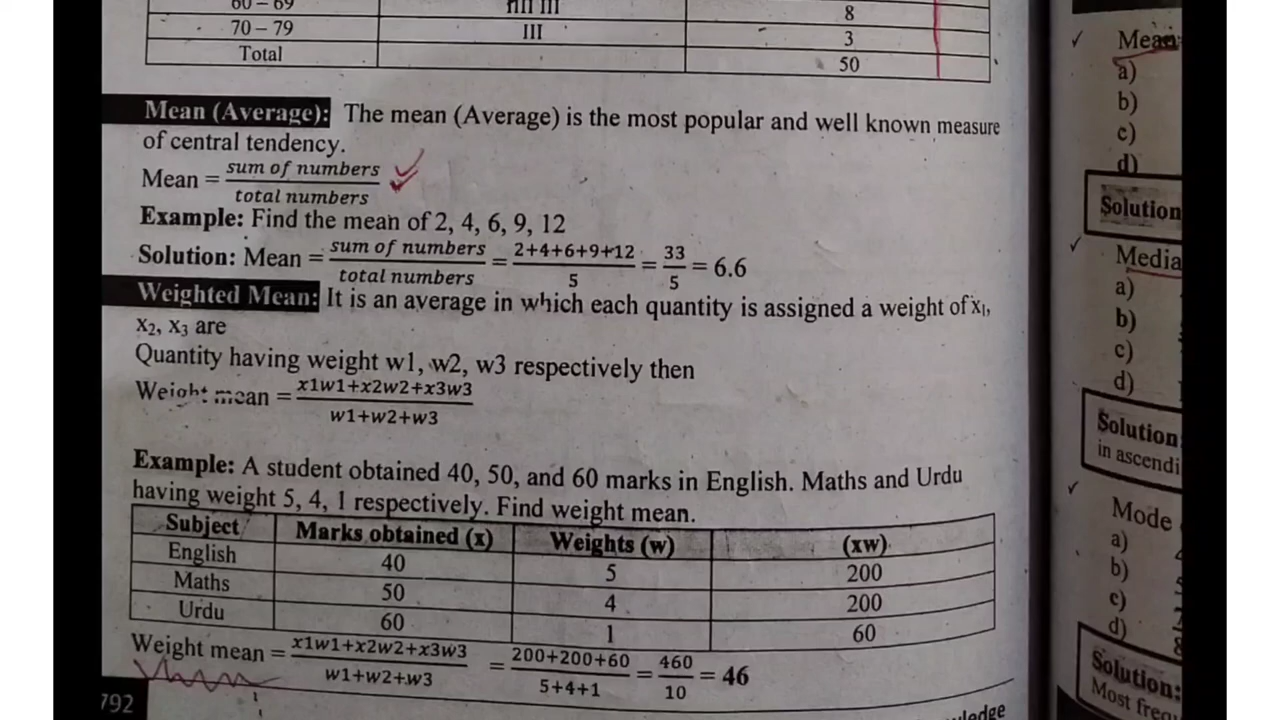 60 – 69 8
70 – 79 III 3
Total 50
Mean (Average): The mean (Average) is the most popular and well known measure
of central tendency.
Mean = sum of numbers / total numbers
Example: Find the mean of 2, 4, 6, 9, 12
Solution: Mean = sum of numbers / total numbers = 2+4+6+9+12 / 5 = 33 / 5 = 6.6
Weighted Mean: It is an average in which each quantity is assigned a weight of x₁,
x₂, x₃ are
Quantity having weight w1, w2, w3 respectively then
Weight mean = x1w1+x2w2+x3w3 / w1+w2+w3
Example: A student obtained 40, 50, and 60 marks in English. Maths and Urdu
having weight 5, 4, 1 respectively. Find weight mean.
Subject Marks obtained (x) Weights (w) (xw)
English 40 5 200
Maths 50 4 200
Urdu 60 1 60
Weight mean = x1w1+x2w2+x3w3 / w1+w2+w3 = 200+200+60 / 5+4+1 = 460 / 10 = 46
792
Mean
a)
b)
c)
d)
Solution
Media
a)
b)
c)
d)
Solution
in ascendi
Mode
a)
b)
c)
d)
Solution:
Most freq